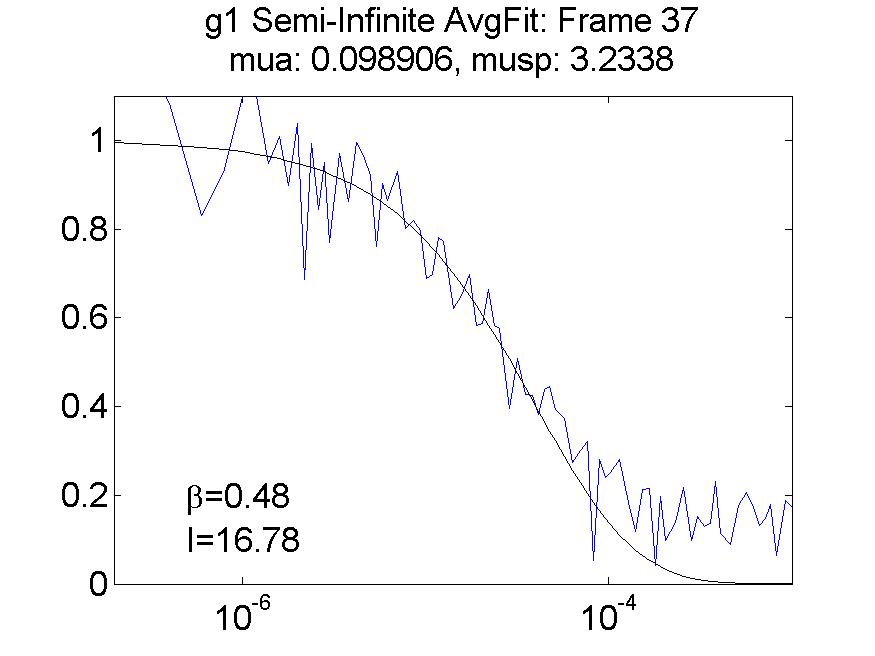 g1 Semi-Infinite AvgFit: Frame 37
mua: 0.098906, musp: 3.2338
1
0.8
0.6
0.4
0.2
0
β=0.48
I=16.78
10^-6
10^-4